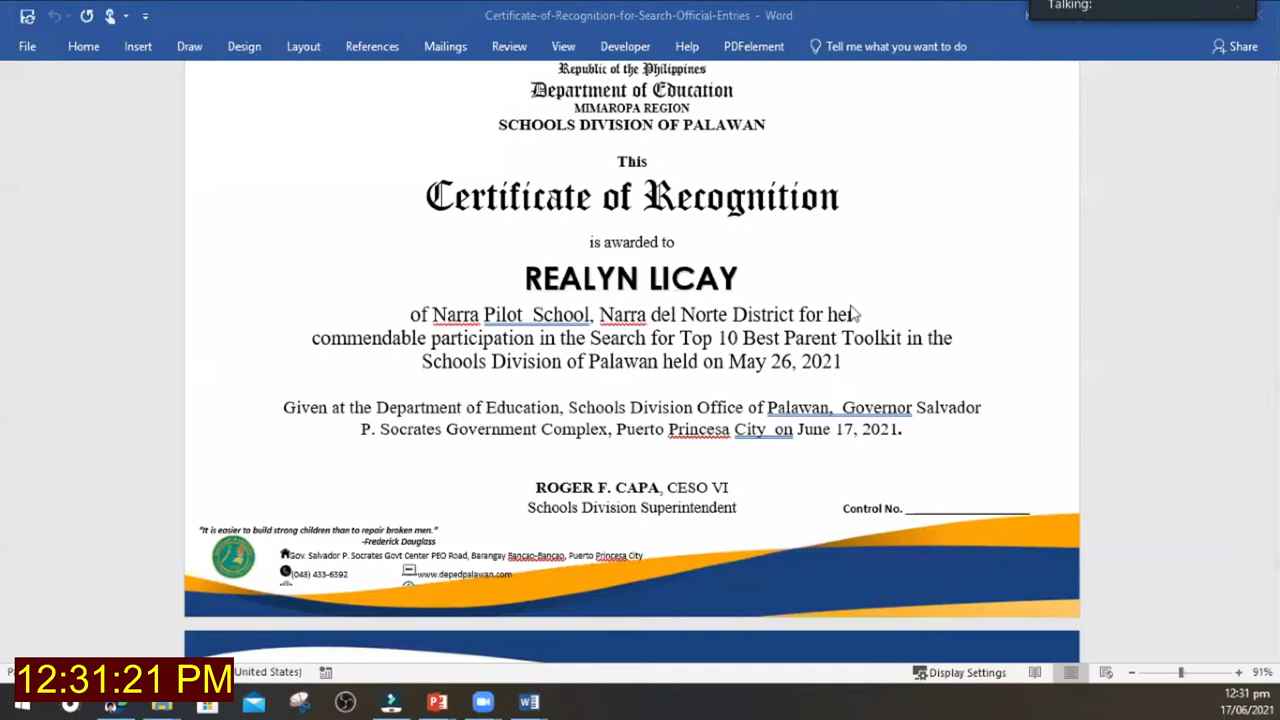 Certificate-of-Recognition-for-Search-Official-Entries - Word
Talking:
File Home Insert Draw Design Layout References Mailings Review View Developer Help PDFelement Tell me what you want to do Share
Republic of the Philippines
Department of Education
MIMAROPA REGION
SCHOOLS DIVISION OF PALAWAN
This
Certificate of Recognition
is awarded to
REALYN LICAY
of Narra Pilot School, Narra del Norte District for her
commendable participation in the Search for Top 10 Best Parent Toolkit in the
Schools Division of Palawan held on May 26, 2021
Given at the Department of Education, Schools Division Office of Palawan, Governor Salvador
P. Socrates Government Complex, Puerto Princesa City on June 17, 2021.
ROGER F. CAPA, CESO VI
Schools Division Superintendent
Control No.
"It is easier to build strong children than to repair broken men."
-Frederick Douglass
Gov. Salvador P. Socrates Govt Center PEO Road, Barangay Bancao-Bancao, Puerto Princesa City
(048) 433-6392
www.depedpalawan.com
12:31:21 PM
United States)
Display Settings
91%
12:31 pm
17/06/2021